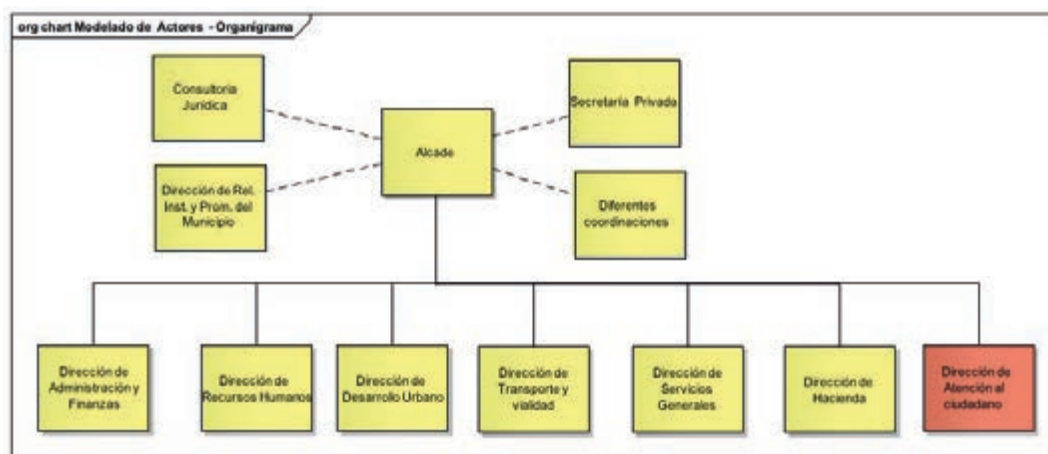 org chart Modelado de Actores - Organigrama
Consultoría
Jurídica
Secretaría Privada
Alcade
Dirección de Rel.
Inst. y Prom. del
Municipio
Diferentes
coordinaciones
Dirección de
Administración y
Finanzas
Dirección de
Recursos Humanos
Dirección de
Desarrollo Urbano
Dirección de
Transporte y
vialidad
Dirección de
Servicios
Generales
Dirección de
Hacienda
Dirección de
Atención al
ciudadano